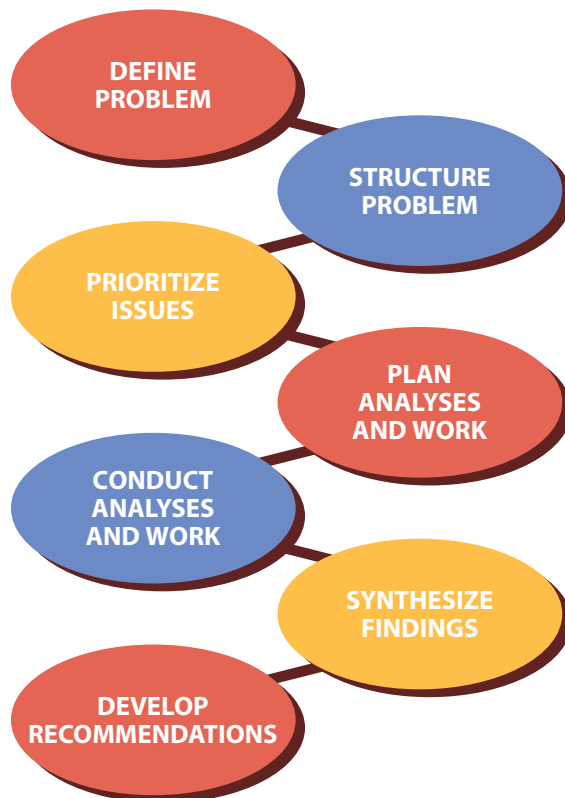 DEFINE
PROBLEM
STRUCTURE
PROBLEM
PRIORITIZE
ISSUES
PLAN
ANALYSES
AND WORK
CONDUCT
ANALYSES
AND WORK
SYNTHESIZE
FINDINGS
DEVELOP
RECOMMENDATIONS